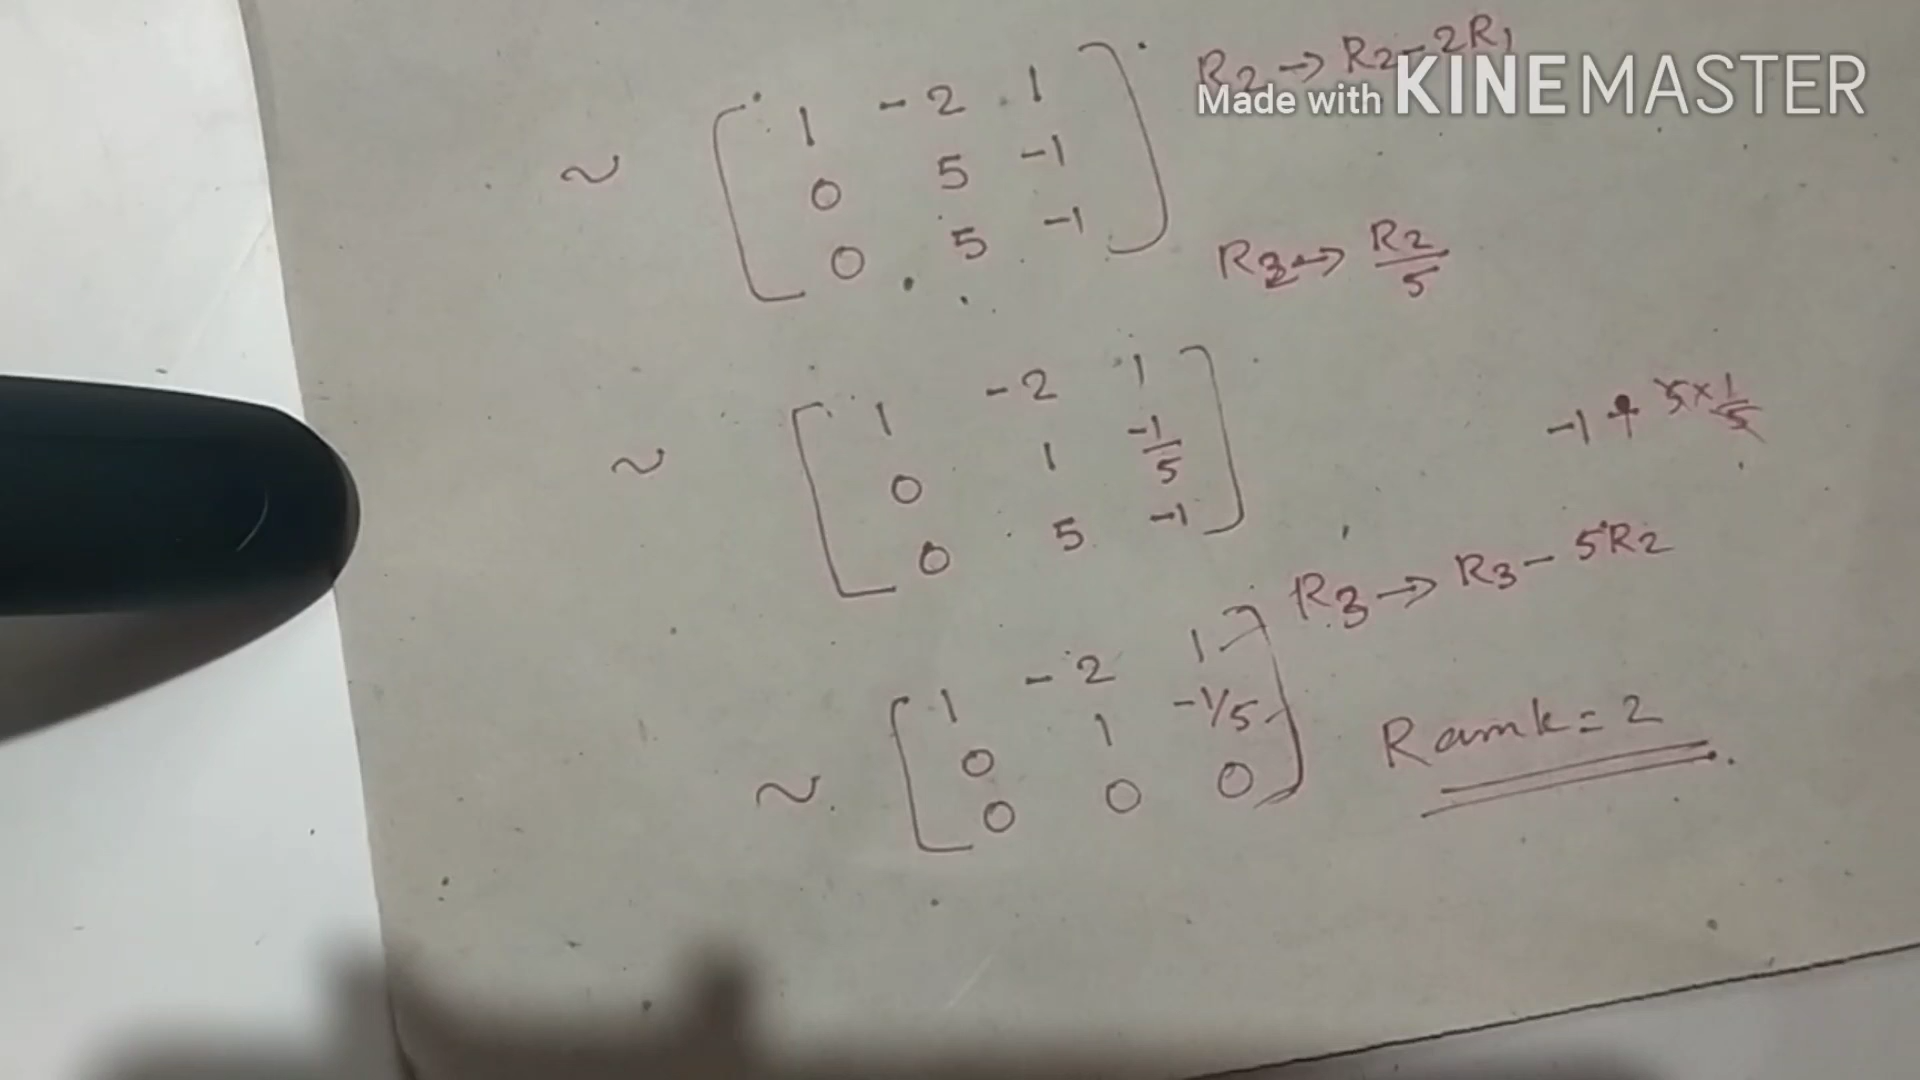 R2 → R2 - 2R1
Made with KINEMASTER
~ [ 1 -2 1
0 5 -1
0 5 -1 ]
R2 → R2/5
~ [ 1 -2 1
0 1 -1/5
0 5 -1 ]
-1 + 5 × 1/5
R3 → R3 - 5R2
~ [ 1 -2 1
0 1 -1/5
0 0 0 ]
Rank = 2